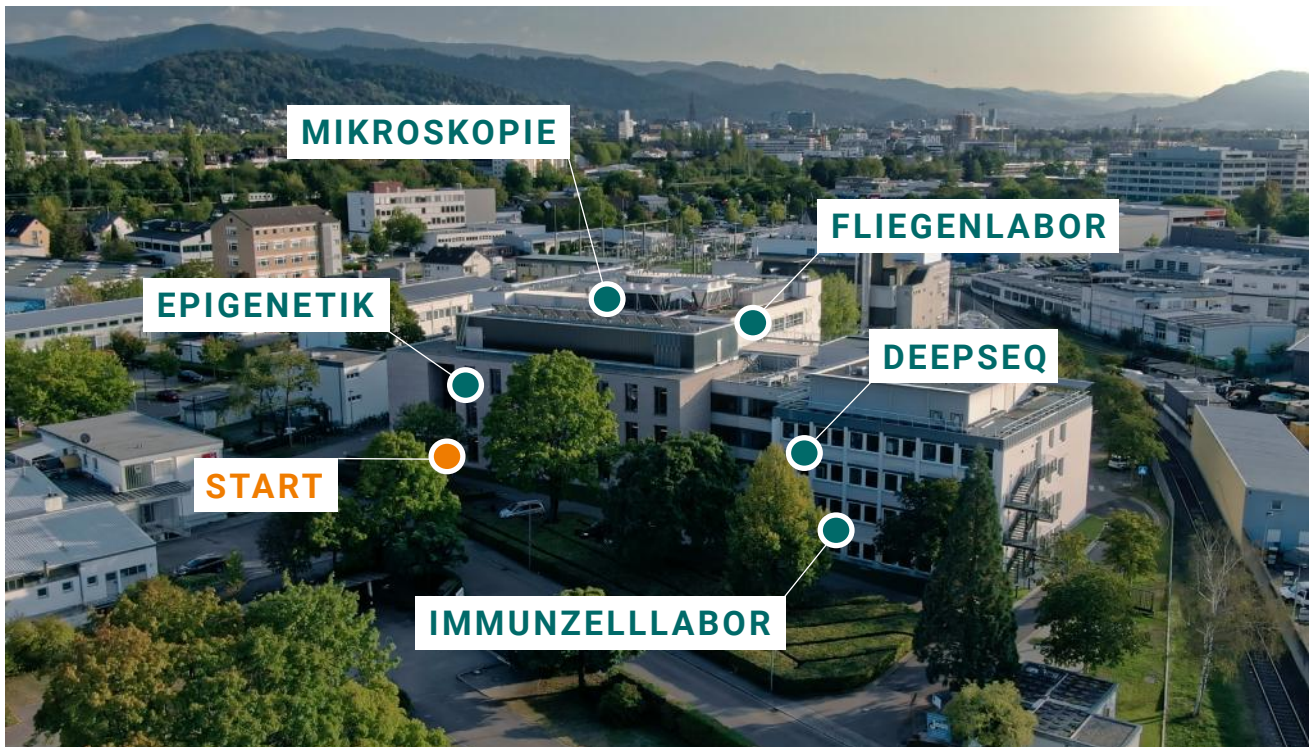 MIKROSKOPIE
FLIEGENLABOR
EPIGENETIK
DEEPSEQ
START
IMMUNZELLLABOR